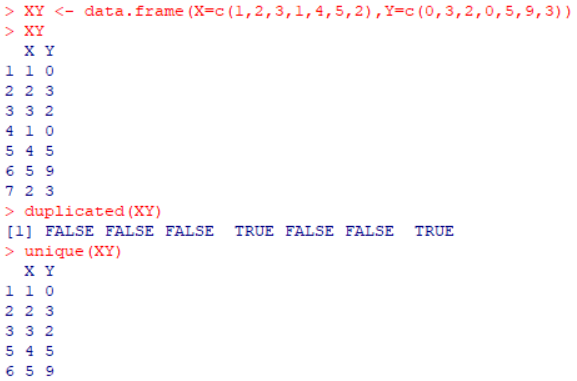 > XY <- data.frame(X=c(1,2,3,1,4,5,2),Y=c(0,3,2,0,5,9,3))
> XY
  X Y
1 1 0
2 2 3
3 3 2
4 1 0
5 4 5
6 5 9
7 2 3
> duplicated(XY)
[1] FALSE FALSE FALSE  TRUE FALSE FALSE  TRUE
> unique(XY)
  X Y
1 1 0
2 2 3
3 3 2
5 4 5
6 5 9